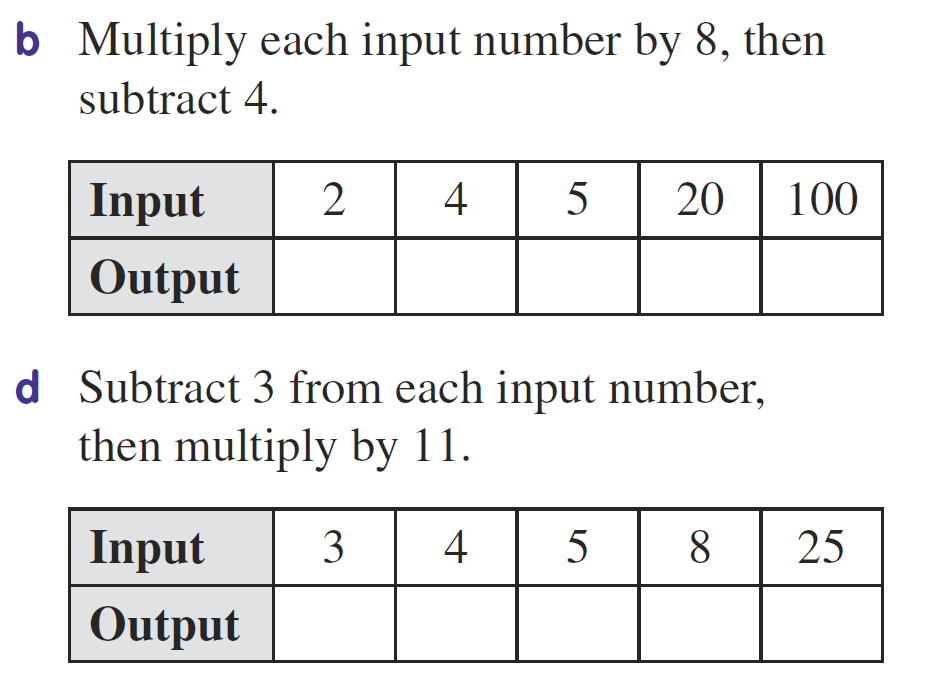 b Multiply each input number by 8, then
subtract 4.
Input 2 4 5 20 100
Output
d Subtract 3 from each input number,
then multiply by 11.
Input 3 4 5 8 25
Output